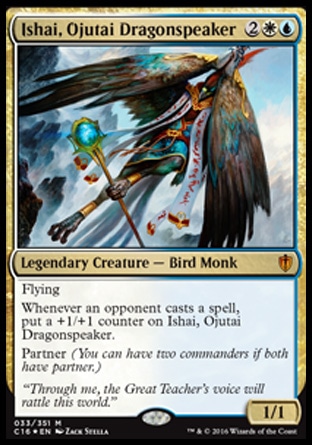 Ishai, Ojutai Dragonspeaker 2
Legendary Creature — Bird Monk
Flying
Whenever an opponent casts a spell,
put a +1/+1 counter on Ishai, Ojutai
Dragonspeaker.
Partner (You can have two commanders if both
have partner.)
“Through me, the Great Teacher’s voice will
rattle this world.”
1/1
033/351 M
C16 ★ EN ZACK STELLA
™ & © 2016 Wizards of the Coast